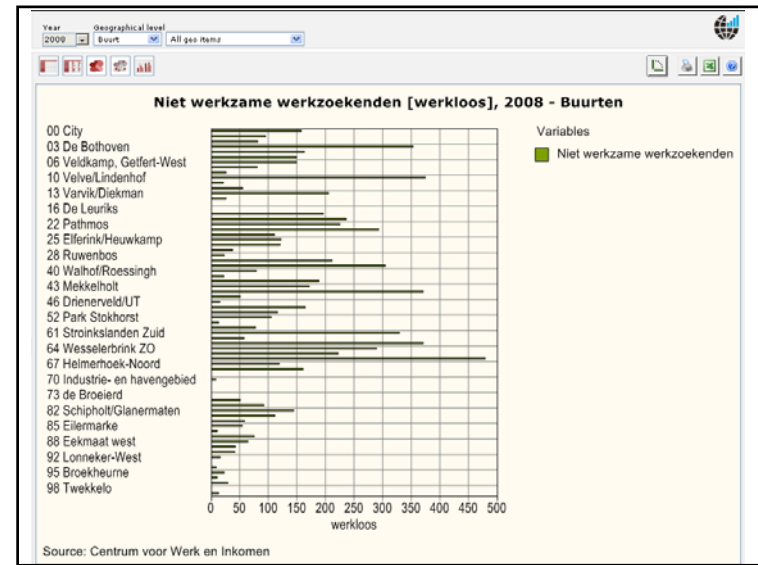 Year Geographical level
2008 Buurt All geo items
Niet werkzame werkzoekenden [werkloos], 2008 - Buurten
00 City
03 De Bothoven
06 Veldkamp, Getfert-West
10 Velve/Lindenhof
13 Varvik/Diekman
16 De Leuriks
22 Pathmos
25 Elferink/Heuwkamp
28 Ruwenbos
40 Walhof/Roessingh
43 Mekkelholt
46 Drienerveld/UT
52 Park Stokhorst
61 Stroinkslanden Zuid
64 Wesselerbrink ZO
67 Helmerhoek-Noord
70 Industrie- en havengebied
73 de Broeierd
82 Schipholt/Glanermaten
85 Eilermarke
88 Eekmaat west
92 Lonneker-West
95 Broekheurne
98 Twekkelo
0 50 100 150 200 250 300 350 400 450 500
werkloos
Variables
Niet werkzame werkzoekenden
Source: Centrum voor Werk en Inkomen